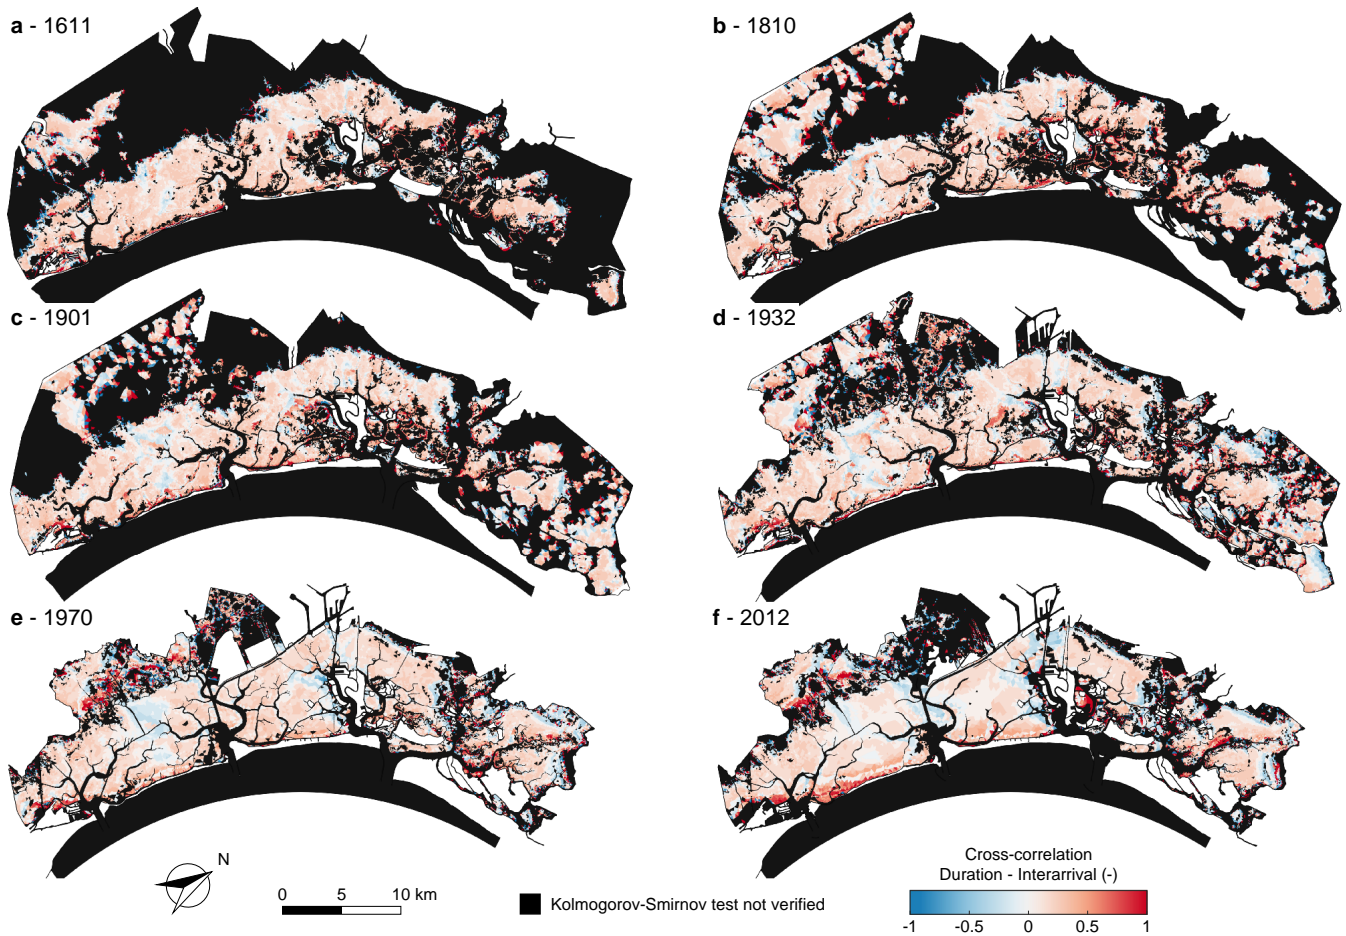 a - 1611
b - 1810
c - 1901
d - 1932
e - 1970
f - 2012
N
0 5 10 km
Kolmogorov-Smirnov test not verified
Cross-correlation
Duration - Interarrival (-)
-1 -0.5 0 0.5 1